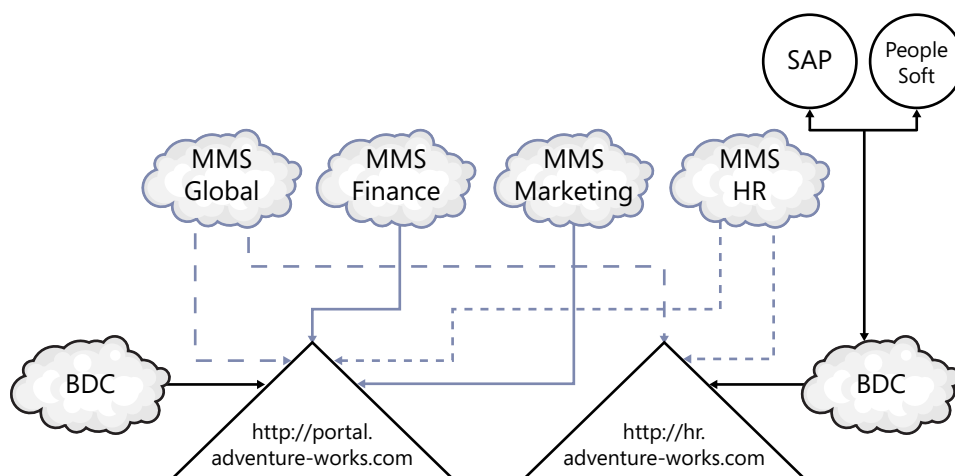 SAP
People
Soft
MMS
Global
MMS
Finance
MMS
Marketing
MMS
HR
BDC
BDC
http://portal.
adventure-works.com
http://hr.
adventure-works.com